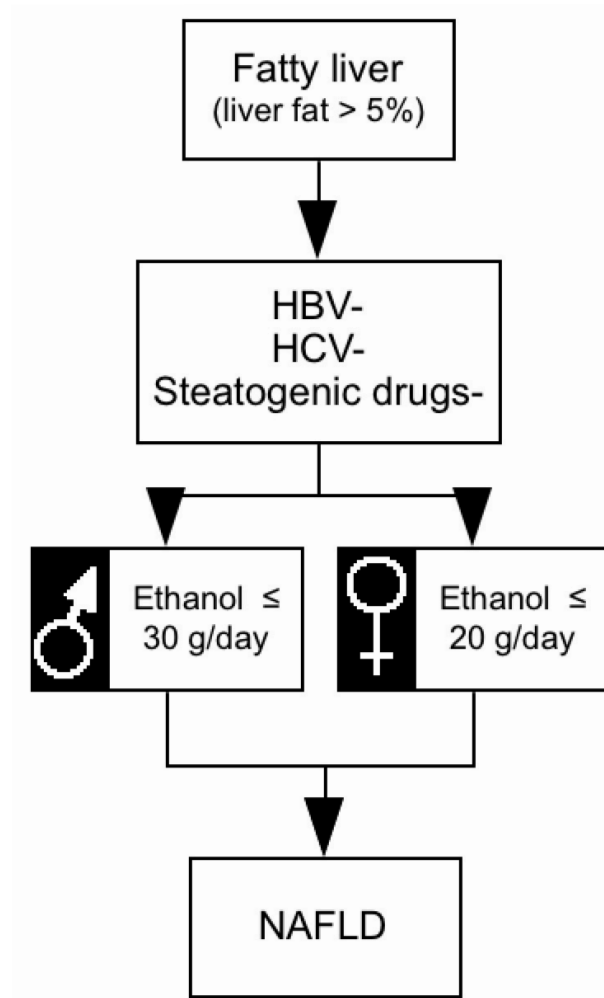 Fatty liver
(liver fat > 5%)
HBV-
HCV-
Steatogenic drugs-
Ethanol ≤
30 g/day
Ethanol ≤
20 g/day
NAFLD